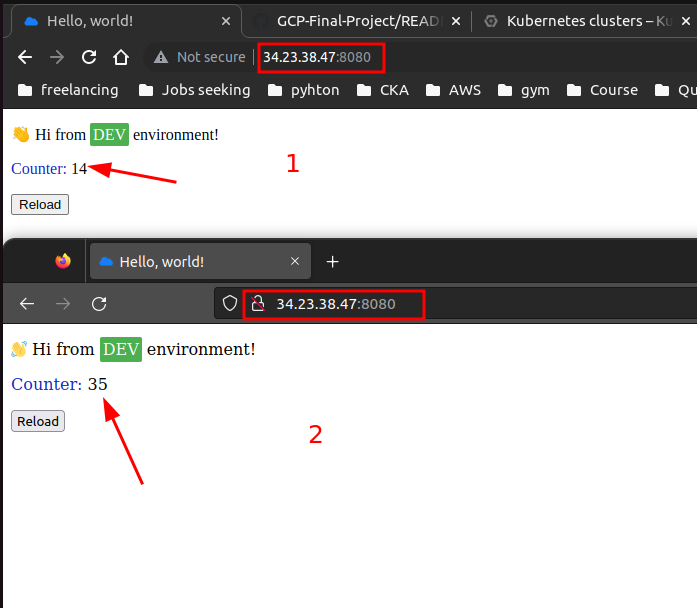 Hello, world!
GCP-Final-Project/READ
Kubernetes clusters – Ku
Not secure
34.23.38.47:8080
freelancing
Jobs seeking
pyhton
CKA
AWS
gym
Course
Qu
👋 Hi from DEV environment!
Counter: 14
1
Reload
Hello, world!
34.23.38.47:8080
👋 Hi from DEV environment!
Counter: 35
Reload
2